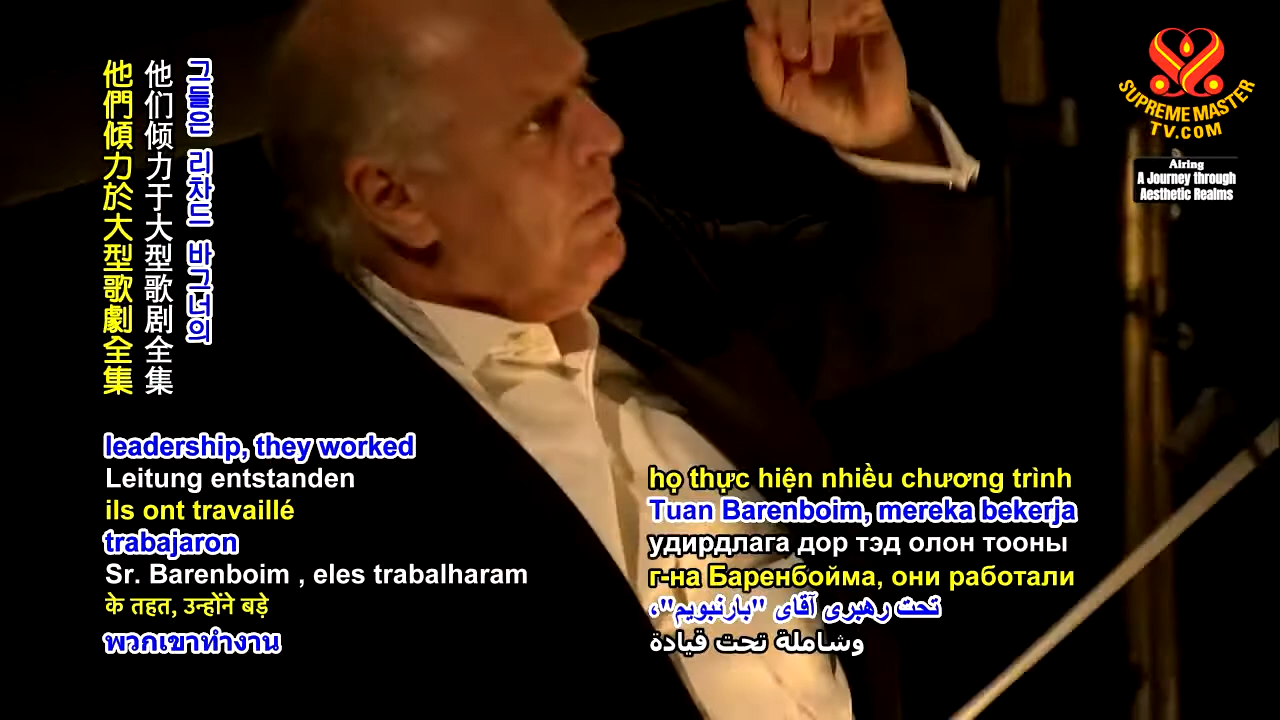 他們傾力於大型歌劇全集
他们倾力于大型歌剧全集
그들은 리차드 바그너의
SUPREME MASTER
TV.COM
Airing
A Journey through
Aesthetic Realms
leadership, they worked
Leitung entstanden
ils ont travaillé
trabajaron
Sr. Barenboim , eles trabalharam
के तहत, उन्होंने बड़े
พวกเขาทำงาน
họ thực hiện nhiều chương trình
Tuan Barenboim, mereka bekerja
удирдлага дор тэд олон тооны
г-на Баренбойма, они работали
تحت رهبری آقای "بارنبویم"،
وشاملة تحت قيادة